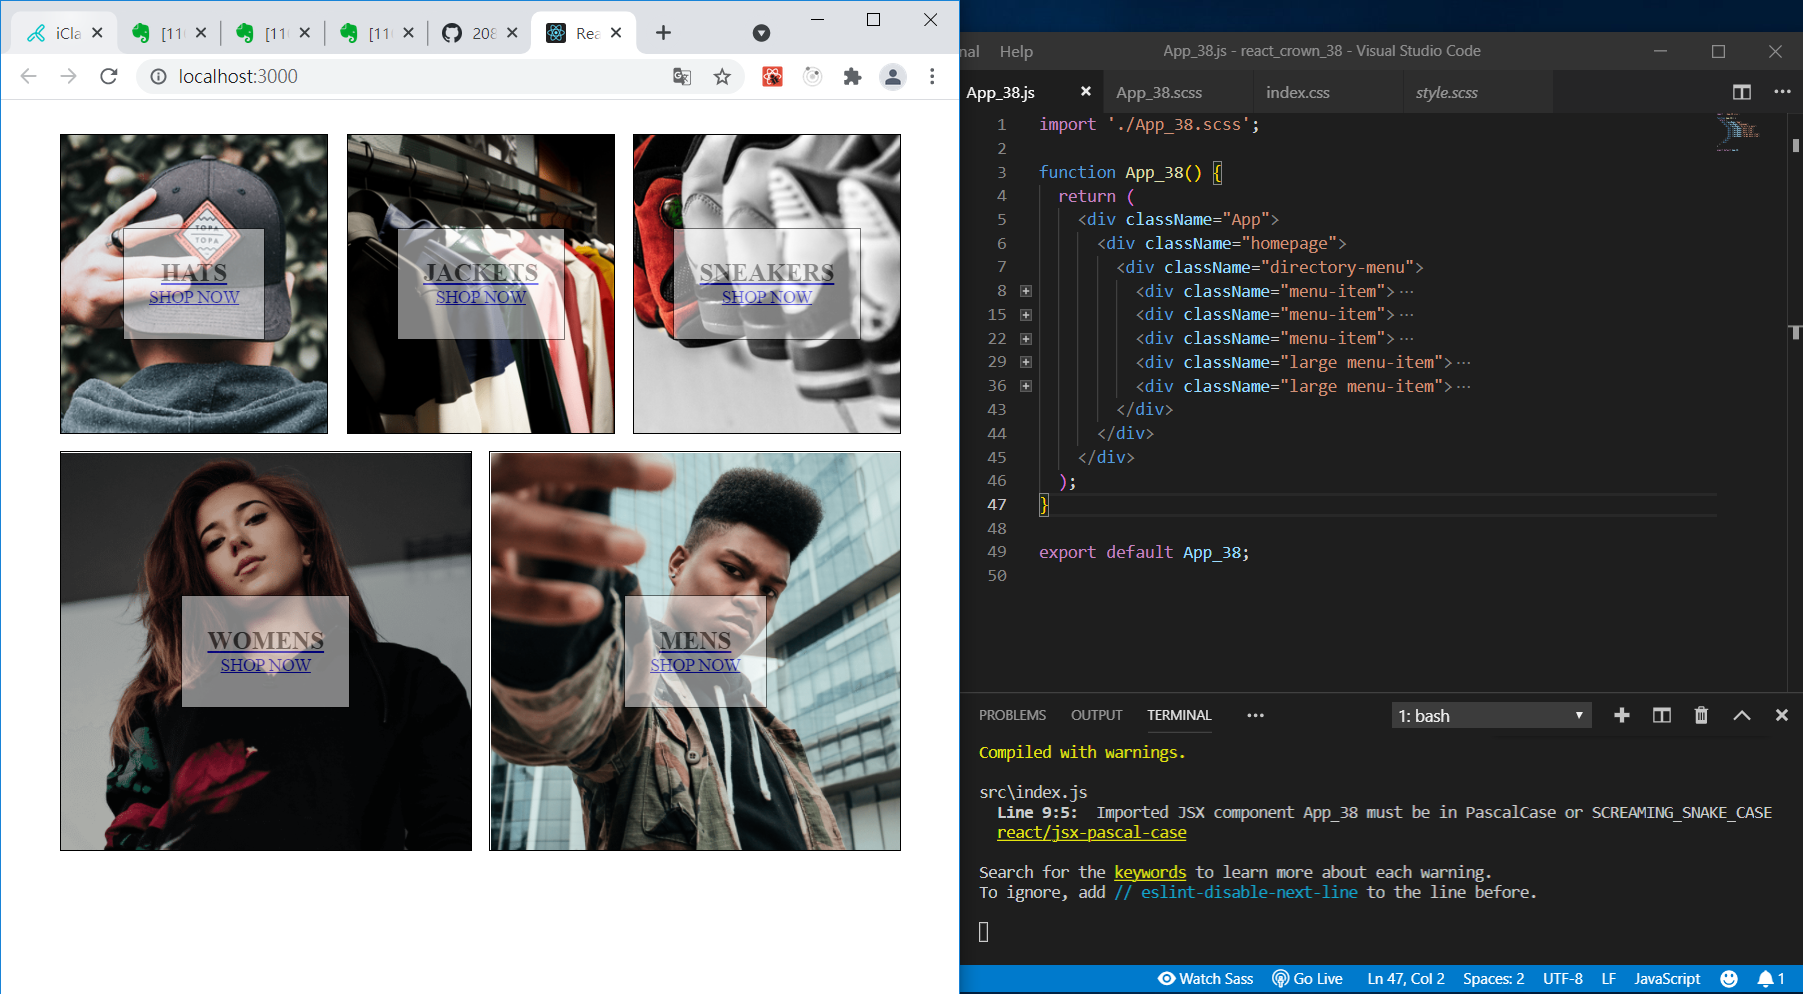 iCla
[11
[11
[11
208
Rea
localhost:3000
TOPA
TOPA
HATS
SHOP NOW
JACKETS
SHOP NOW
SNEAKERS
SHOP NOW
WOMENS
SHOP NOW
MENS
SHOP NOW
nal Help App_38.js - react_crown_38 - Visual Studio Code
App_38.js App_38.scss index.css style.scss
1 import './App_38.scss';
2
3 function App_38() {
4 return (
5 <div className="App">
6 <div className="homepage">
7 <div className="directory-menu">
8 <div className="menu-item">…
15 <div className="menu-item">…
22 <div className="menu-item">…
29 <div className="large menu-item">…
36 <div className="large menu-item">…
43 </div>
44 </div>
45 </div>
46 );
47 }
48
49 export default App_38;
50
PROBLEMS OUTPUT TERMINAL ••• 1: bash
Compiled with warnings.
src\index.js
Line 9:5: Imported JSX component App_38 must be in PascalCase or SCREAMING_SNAKE_CASE
react/jsx-pascal-case
Search for the keywords to learn more about each warning.
To ignore, add // eslint-disable-next-line to the line before.
Watch Sass Go Live Ln 47, Col 2 Spaces: 2 UTF-8 LF JavaScript 1